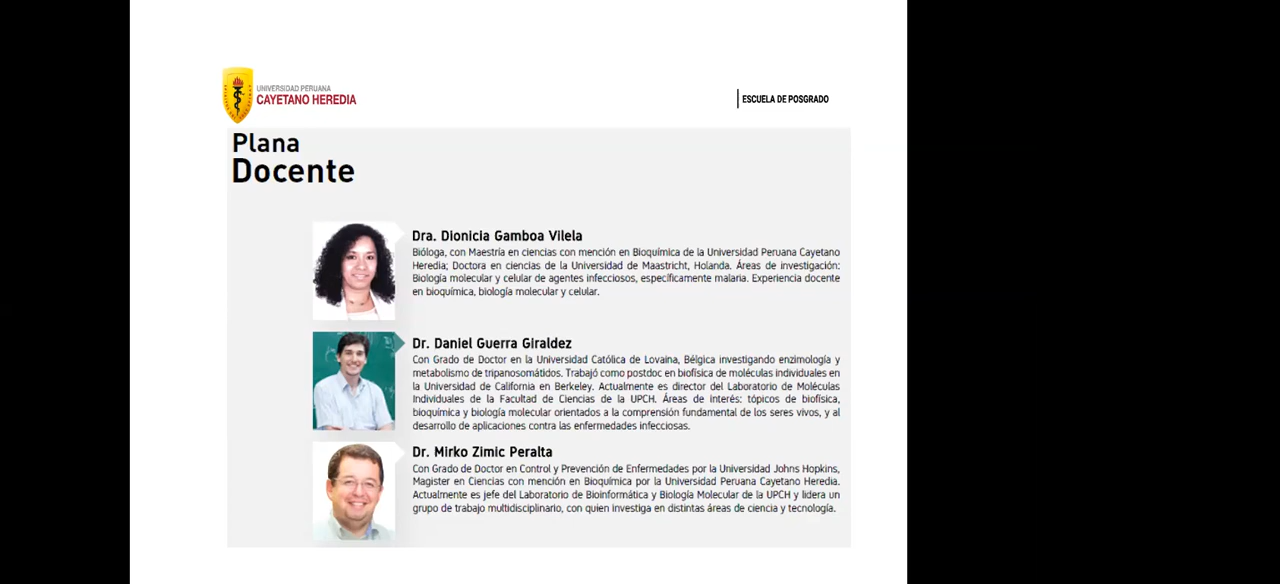 UNIVERSIDAD PERUANA
CAYETANO HEREDIA
ESCUELA DE POSGRADO
Plana
Docente
Dra. Dionicia Gamboa Vilela
Bióloga, con Maestría en ciencias con mención en Bioquímica de la Universidad Peruana Cayetano
Heredia; Doctora en ciencias de la Universidad de Maastricht, Holanda. Áreas de investigación:
Biología molecular y celular de agentes infecciosos, específicamente malaria. Experiencia docente
en bioquímica, biología molecular y celular.
Dr. Daniel Guerra Giraldez
Con Grado de Doctor en la Universidad Católica de Lovaina, Bélgica investigando enzimología y
metabolismo de tripanosomátidos. Trabajó como postdoc en biofísica de moléculas individuales en
la Universidad de California en Berkeley. Actualmente es director del Laboratorio de Moléculas
Individuales de la Facultad de Ciencias de la UPCH. Áreas de interés: tópicos de biofísica,
bioquímica y biología molecular orientados a la comprensión fundamental de los seres vivos, y al
desarrollo de aplicaciones contra las enfermedades infecciosas.
Dr. Mirko Zimic Peralta
Con Grado de Doctor en Control y Prevención de Enfermedades por la Universidad Johns Hopkins,
Magister en Ciencias con mención en Bioquímica por la Universidad Peruana Cayetano Heredia.
Actualmente es jefe del Laboratorio de Bioinformática y Biología Molecular de la UPCH y lidera un
grupo de trabajo multidisciplinario, con quien investiga en distintas áreas de ciencia y tecnología.